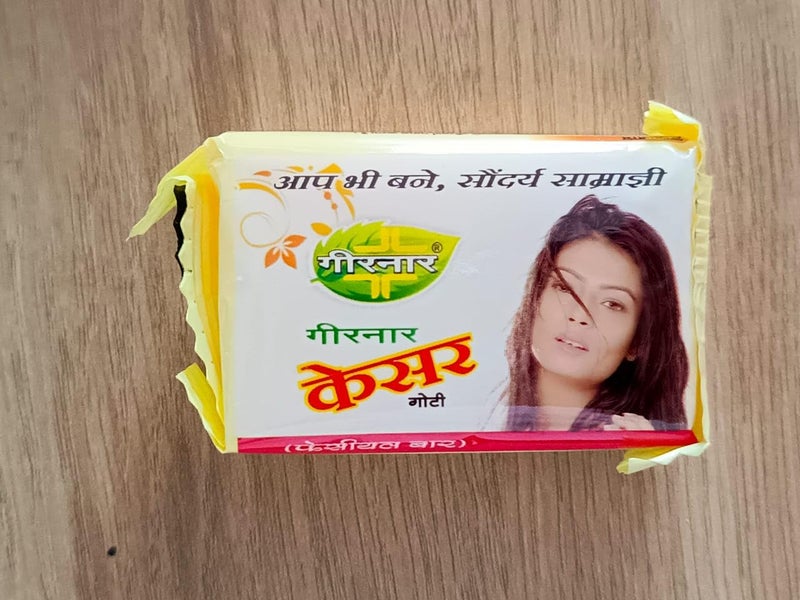 आप भी बने, सौंदर्य साम्राज्ञी
गीरनार ®
गीरनार
केसर
गोटी
(फेसीयल बार)